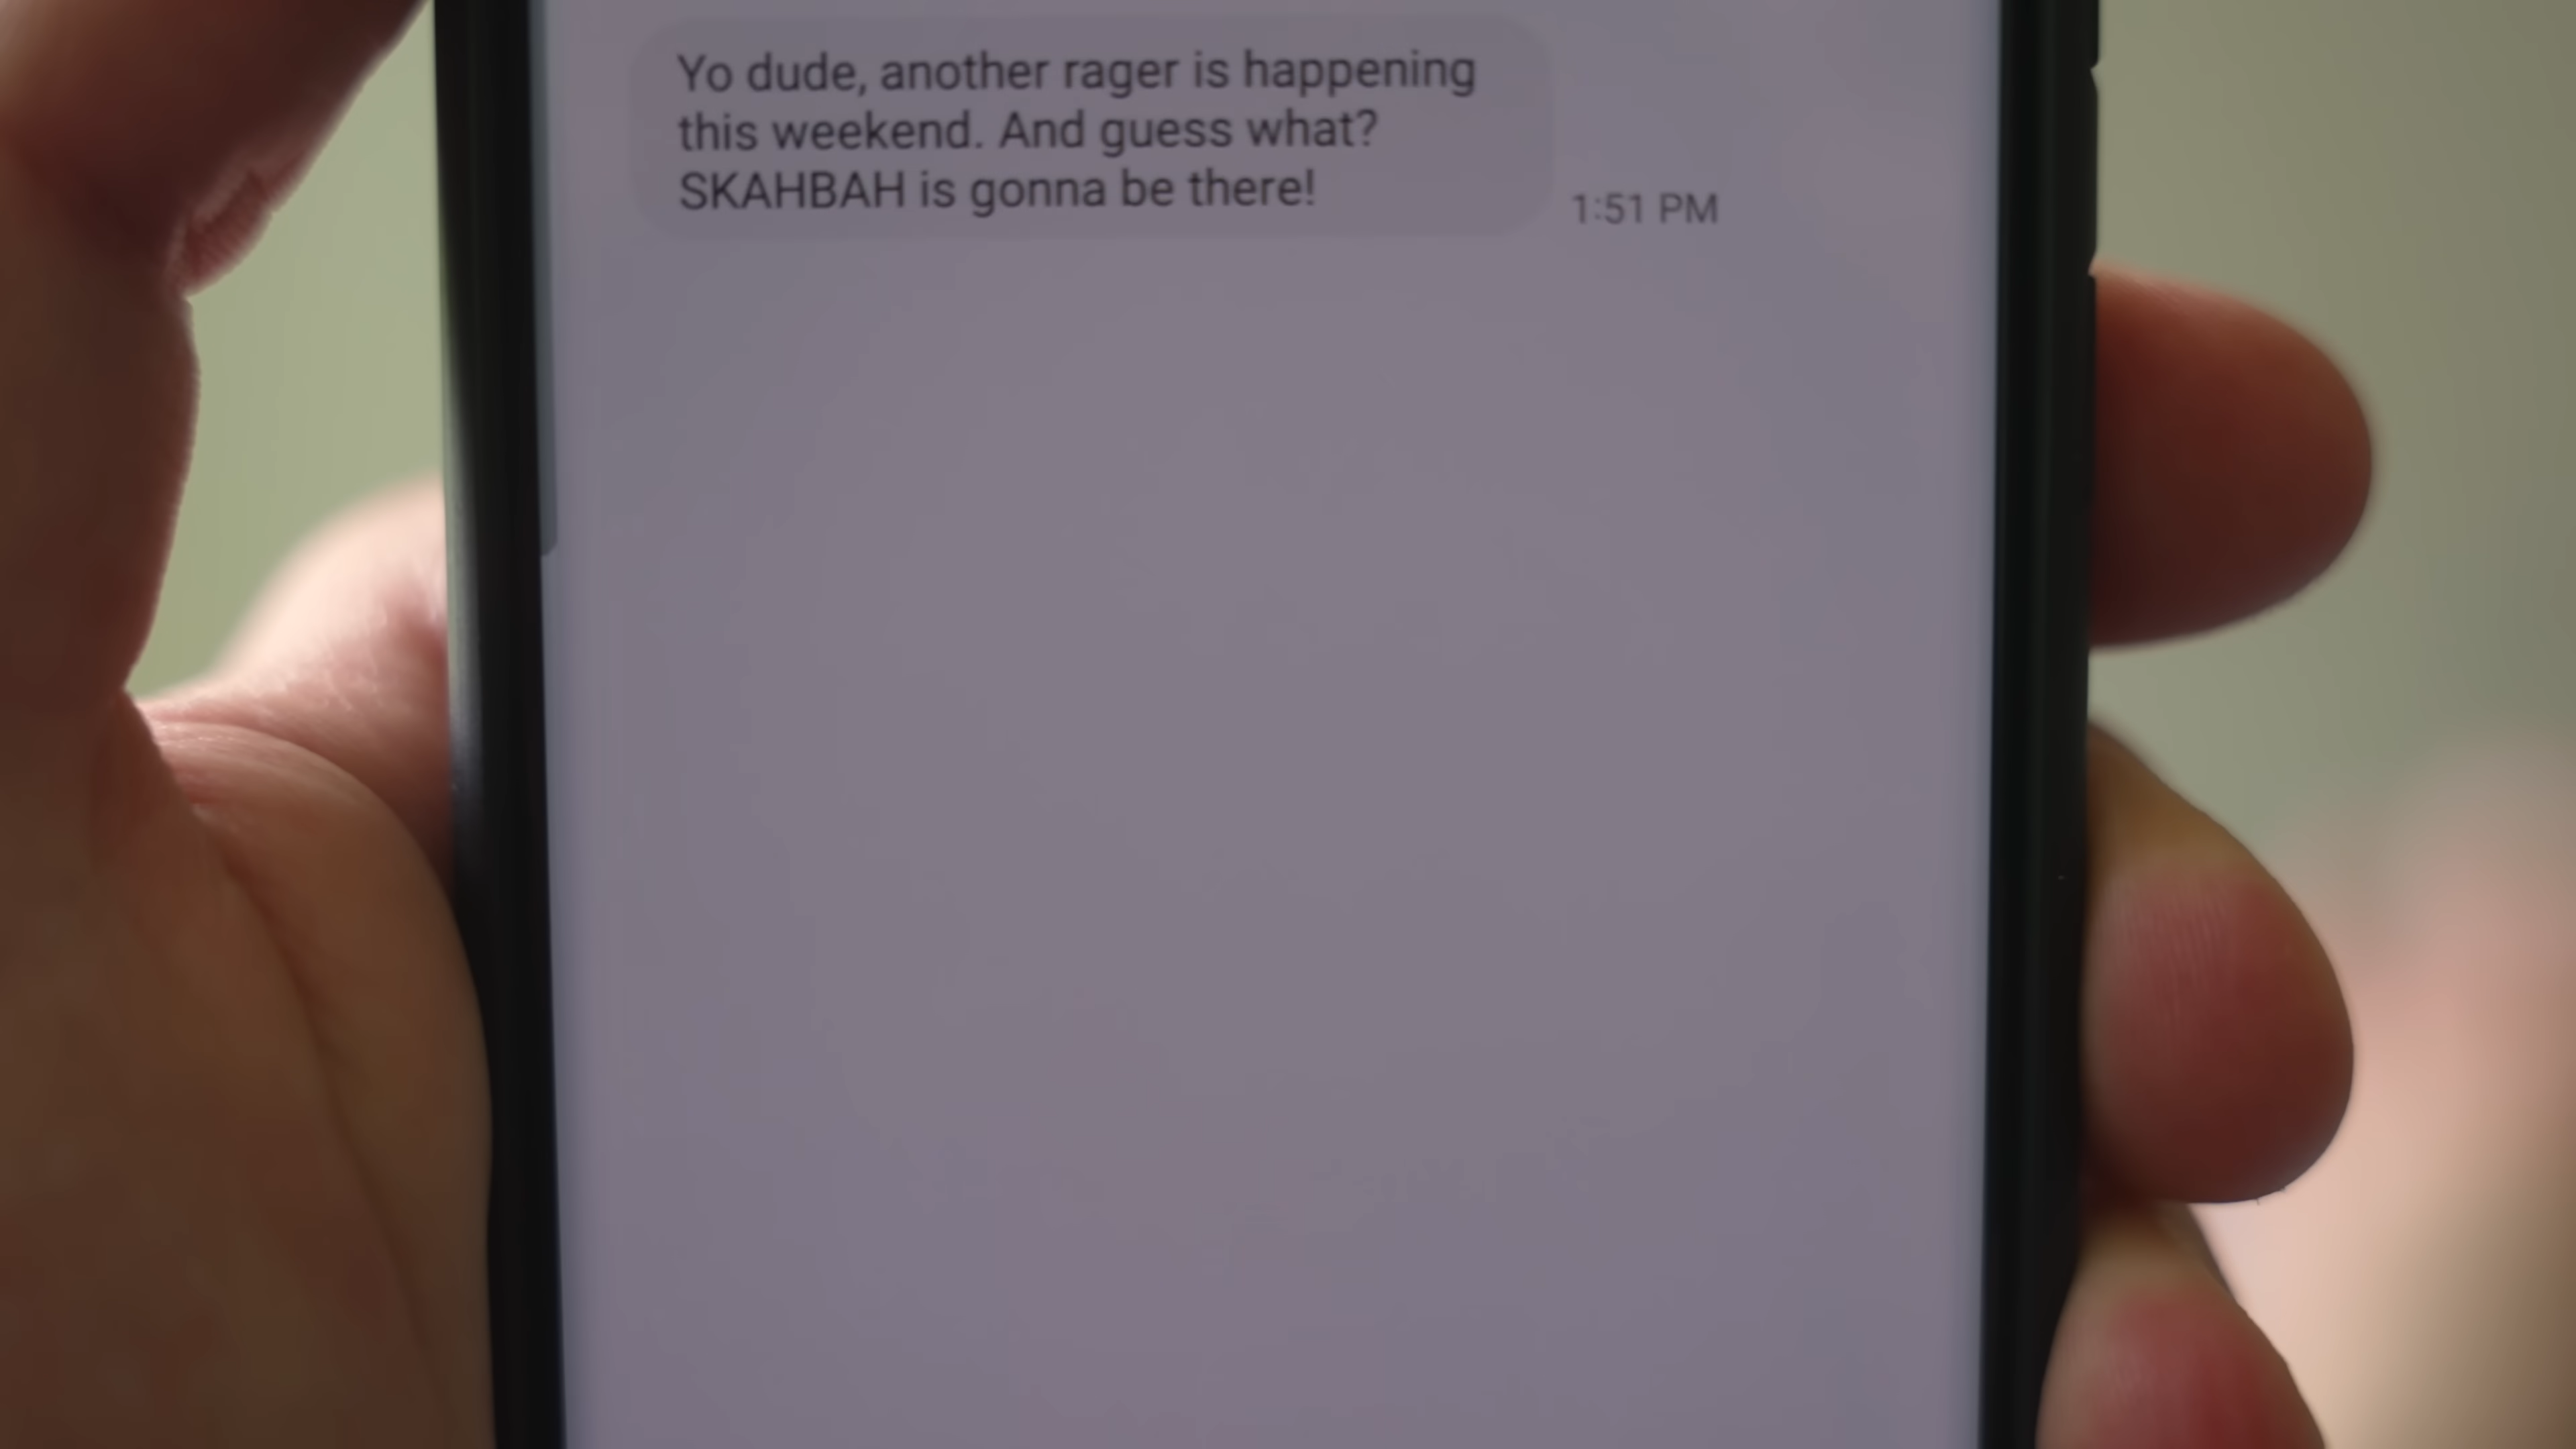 Yo dude, another rager is happening
this weekend. And guess what?
SKAHBAH is gonna be there!
1:51 PM